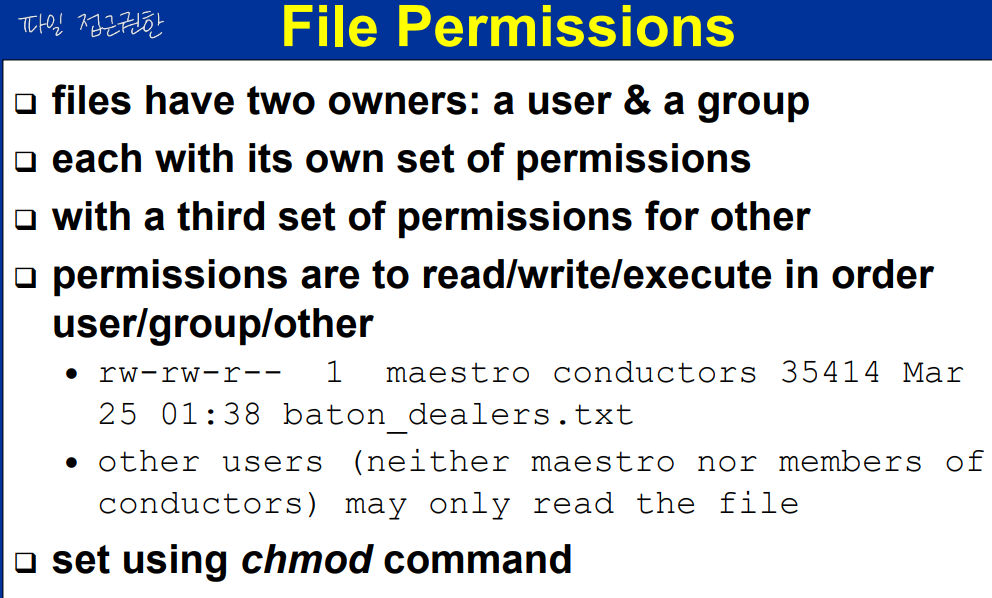 파일 접근권한
File Permissions
❑ files have two owners: a user & a group
❑ each with its own set of permissions
❑ with a third set of permissions for other
❑ permissions are to read/write/execute in order
user/group/other
• rw-rw-r-- 1 maestro conductors 35414 Mar
25 01:38 baton_dealers.txt
• other users (neither maestro nor members of
conductors) may only read the file
❑ set using chmod command